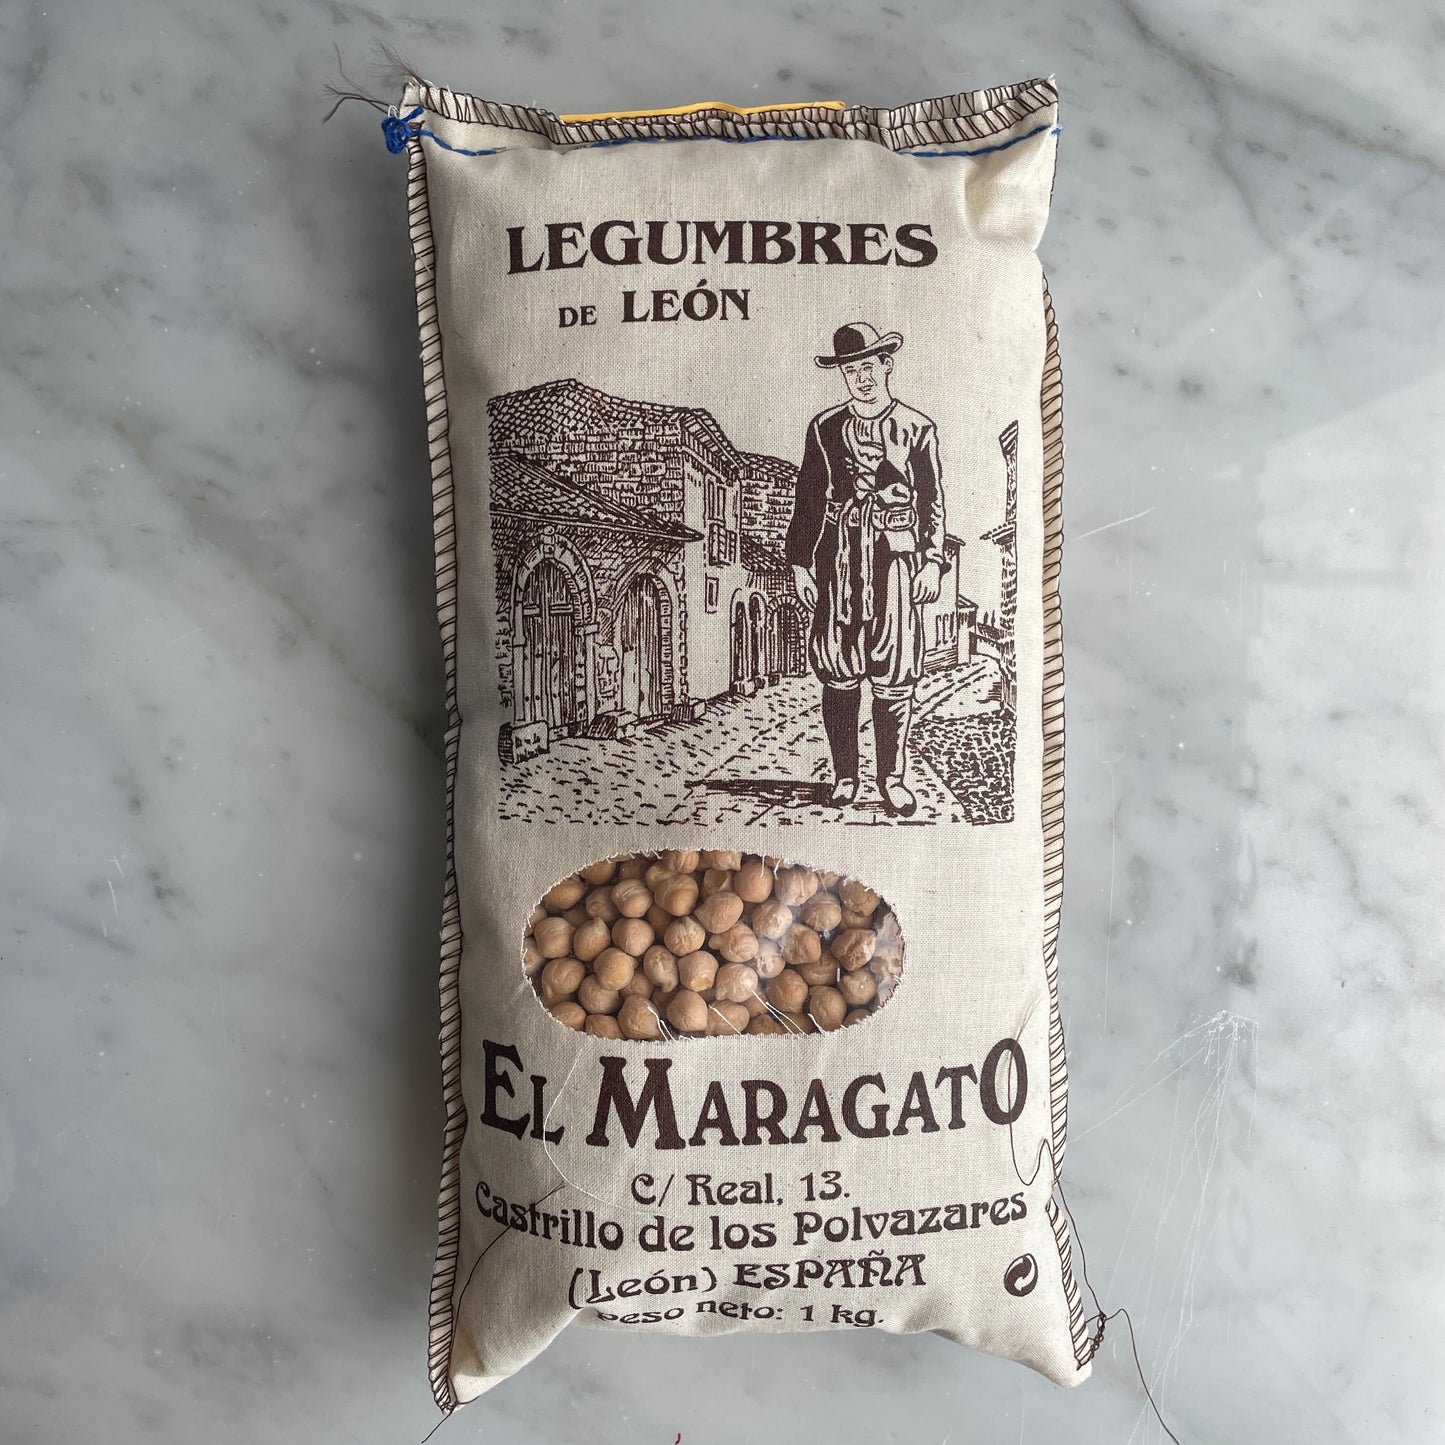 LEGUMBRES
DE LEÓN
EL MARAGATO
C/ Real, 13.
Castrillo de los Polvazares
(León) ESPAÑA
peso neto: 1 kg.